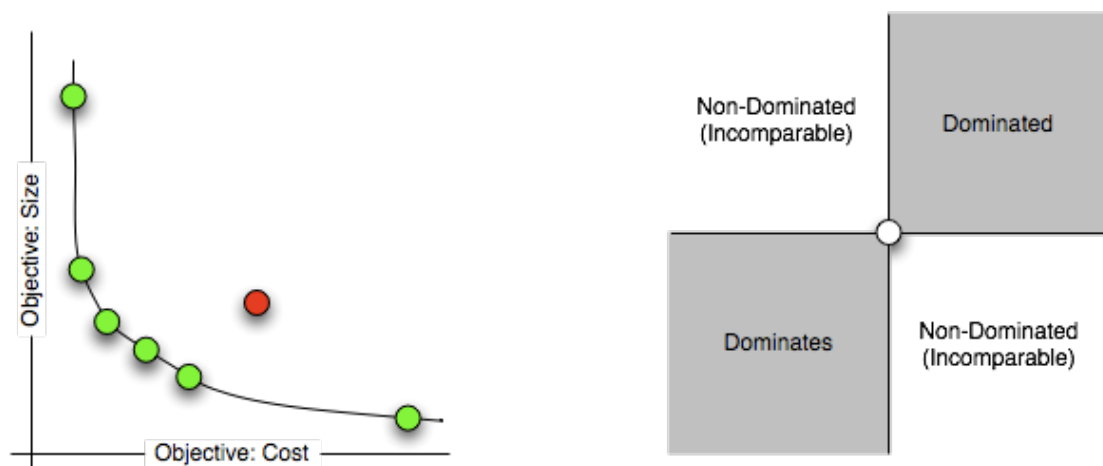 Objective: Size
Objective: Cost
Non-Dominated
(Incomparable)
Dominated
Dominates
Non-Dominated
(Incomparable)